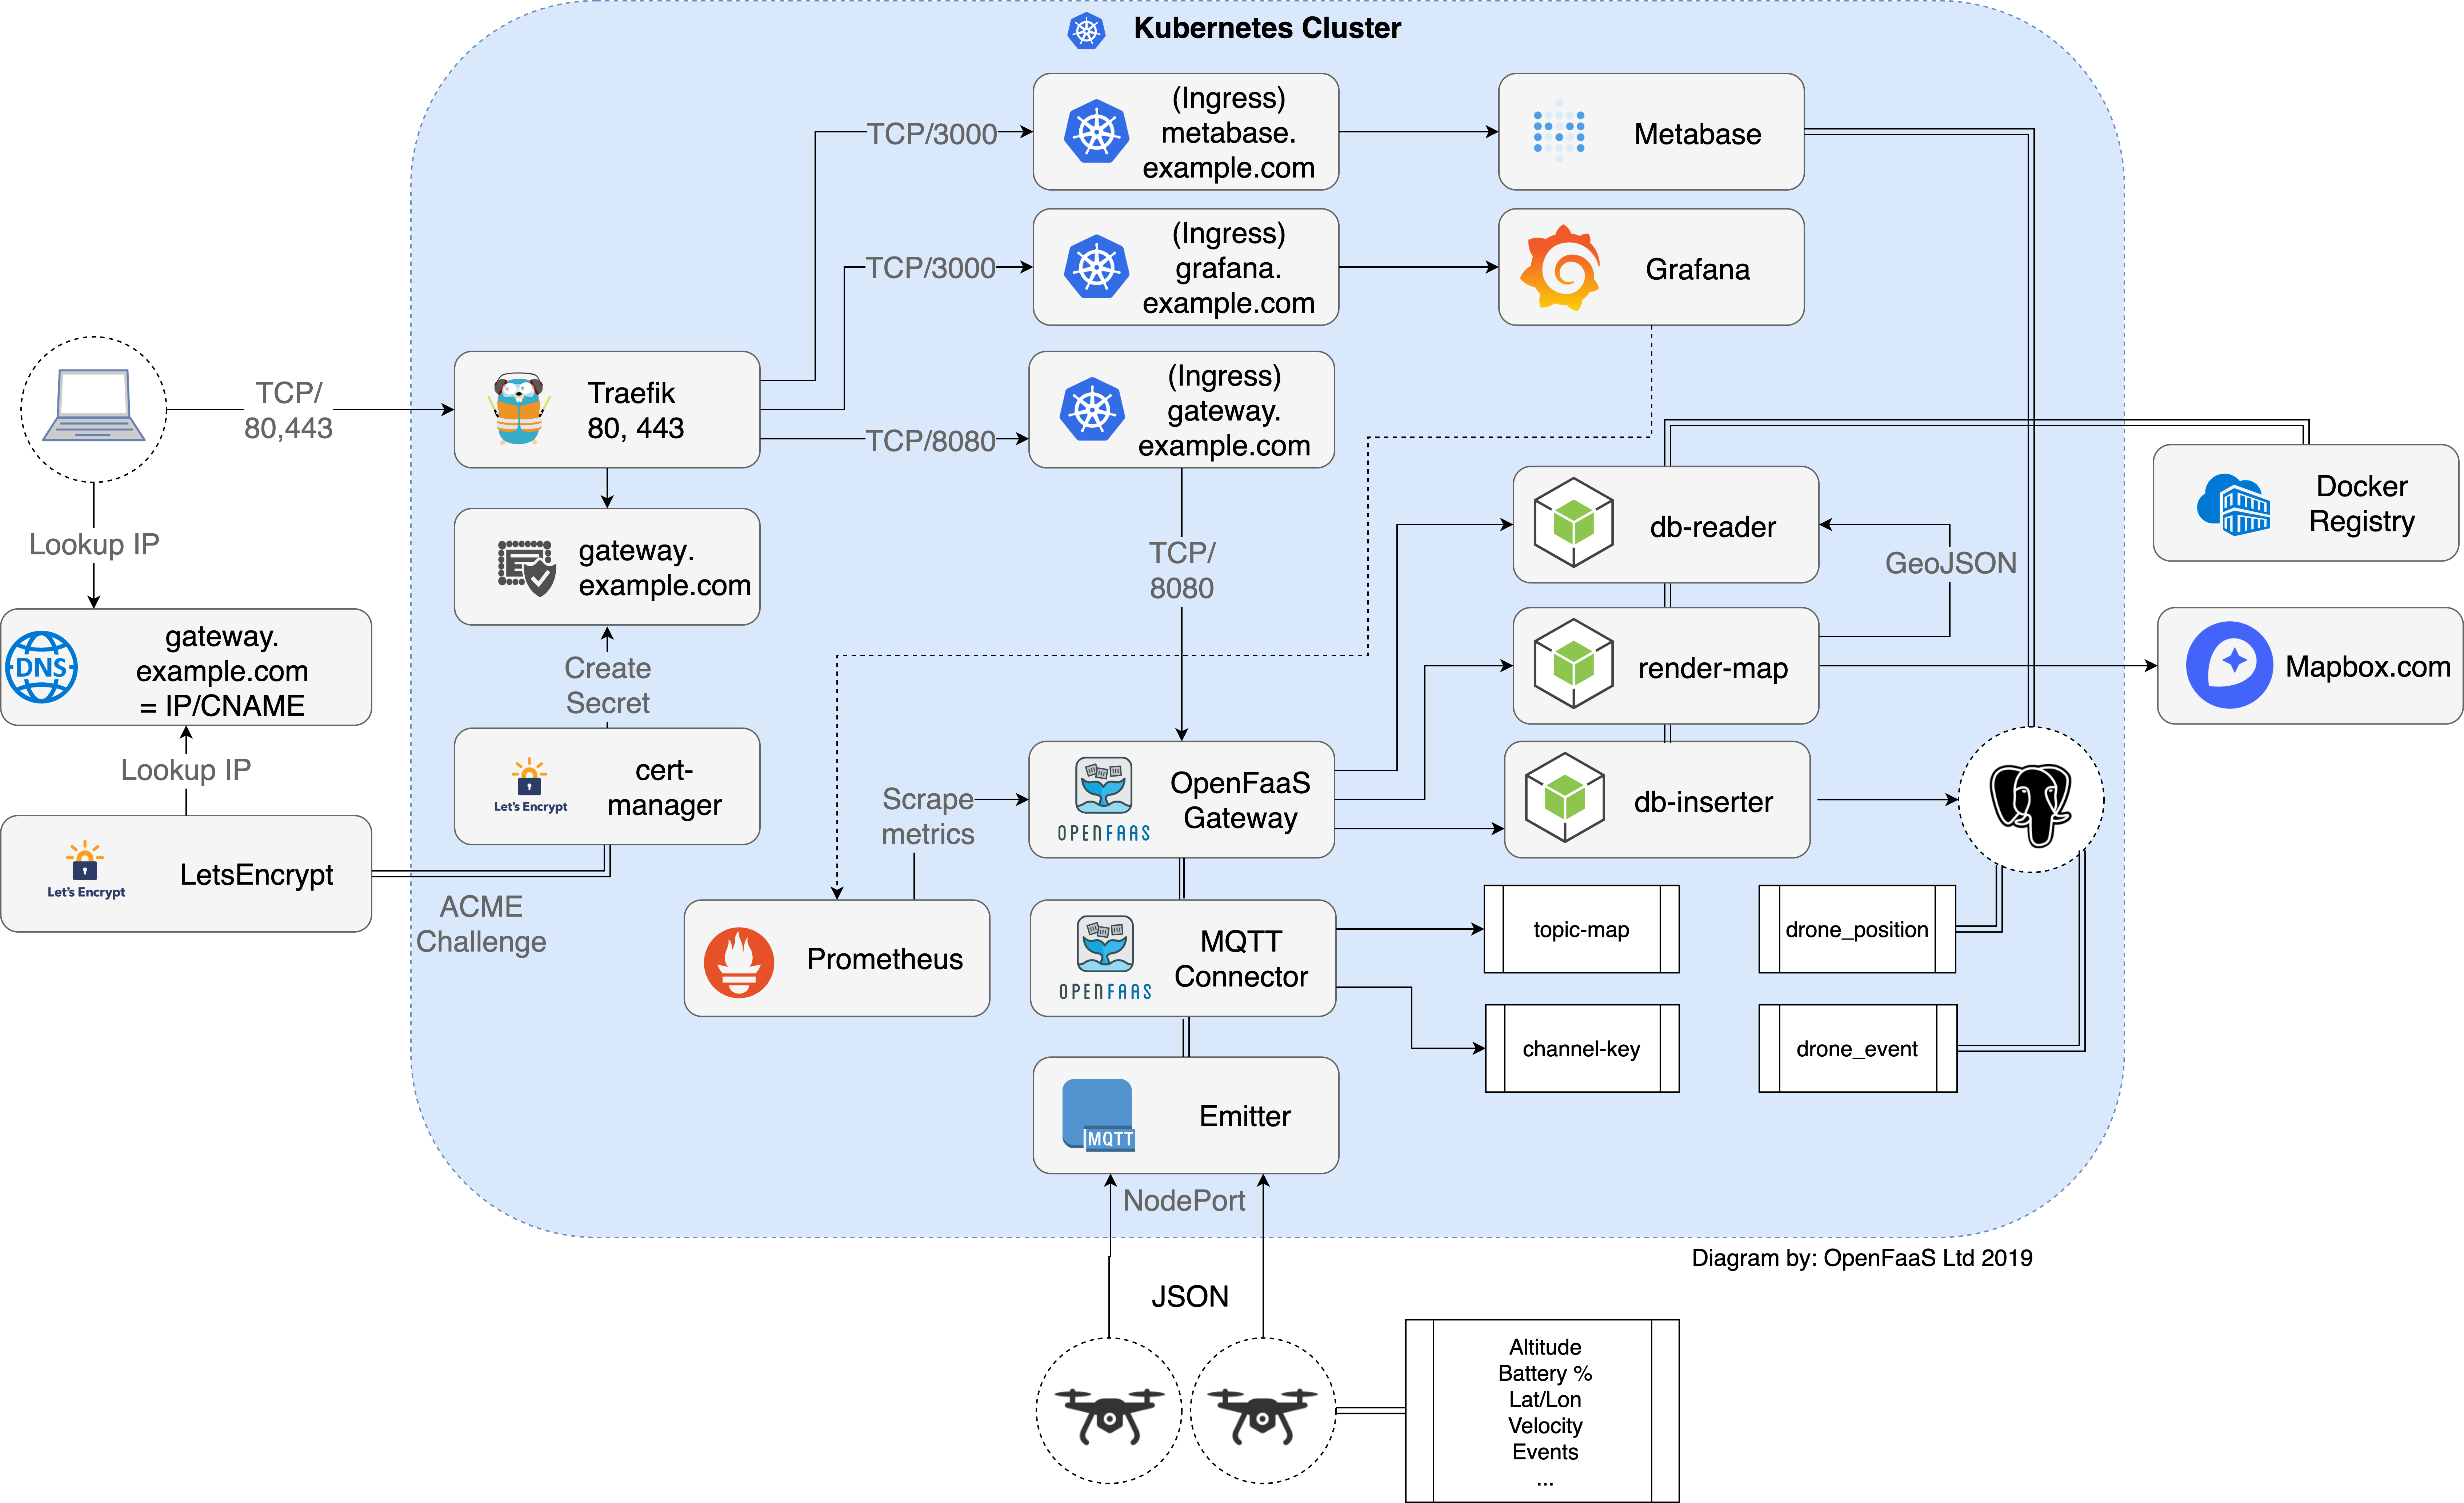 Kubernetes Cluster
TCP/3000
(Ingress)
metabase.
example.com
Metabase
TCP/3000
(Ingress)
grafana.
example.com
Grafana
TCP/
80,443
Traefik
80, 443
TCP/8080
(Ingress)
gateway.
example.com
Docker
Registry
db-reader
Lookup IP
gateway.
example.com
TCP/
8080
GeoJSON
DNS
gateway.
example.com
= IP/CNAME
Create
Secret
render-map
Mapbox.com
Lookup IP
Let's Encrypt
cert-
manager
Scrape
metrics
OPENFAAS
OpenFaaS
Gateway
db-inserter
Let's Encrypt
LetsEncrypt
ACME
Challenge
Prometheus
OPENFAAS
MQTT
Connector
topic-map
drone_position
channel-key
drone_event
MQTT
Emitter
NodePort
Diagram by: OpenFaaS Ltd 2019
JSON
Altitude
Battery %
Lat/Lon
Velocity
Events
...